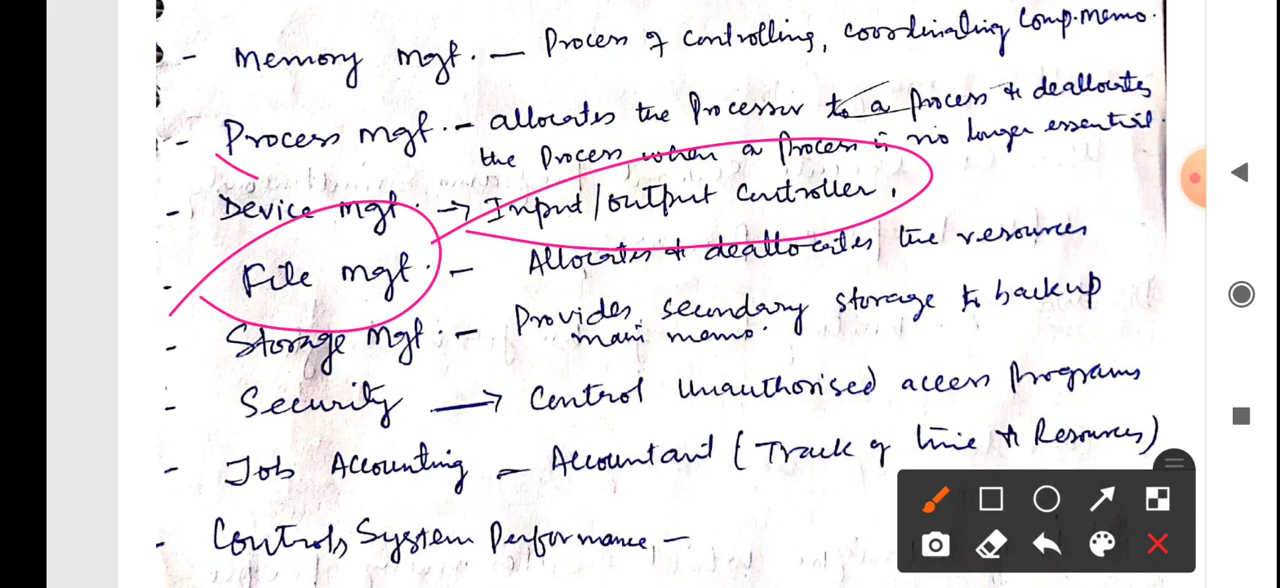 - Memory mgt. — Process of controlling, coordinating comp.memo.
- Process mgt. - allocates the Processor to a process & deallocates
the process when a process is no longer essential.
- Device mgt. → Input/output controller.
- File mgt. - Allocates & deallocates the resources
- Storage mgt. - Provides secondary storage to backup
main memo.
- Security → control unauthorised access programs
- Job Accounting - Accountant (Track of time & Resources)
- Controls System Performance, -